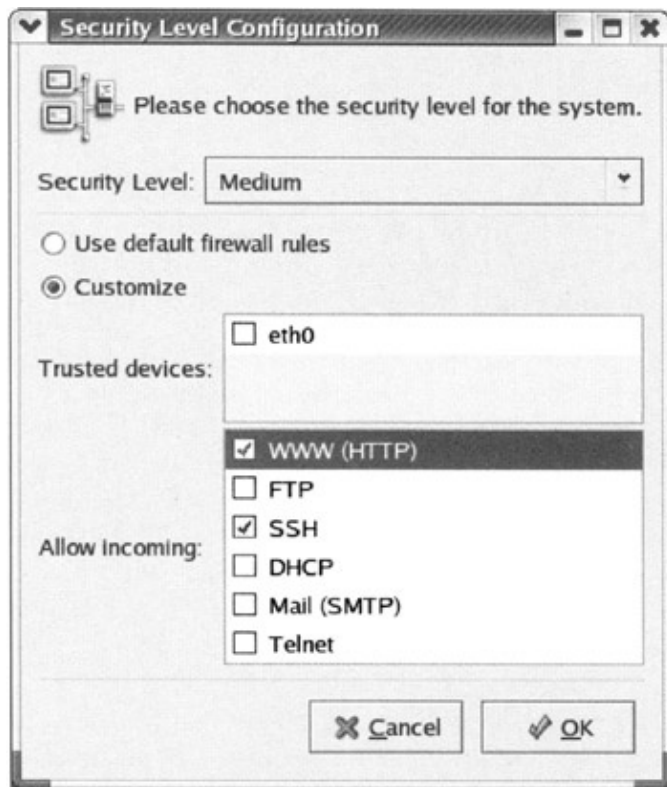 Security Level Configuration
Please choose the security level for the system.
Security Level: Medium
Use default firewall rules
Customize
Trusted devices:
eth0
Allow incoming:
WWW (HTTP)
FTP
SSH
DHCP
Mail (SMTP)
Telnet
Cancel
OK